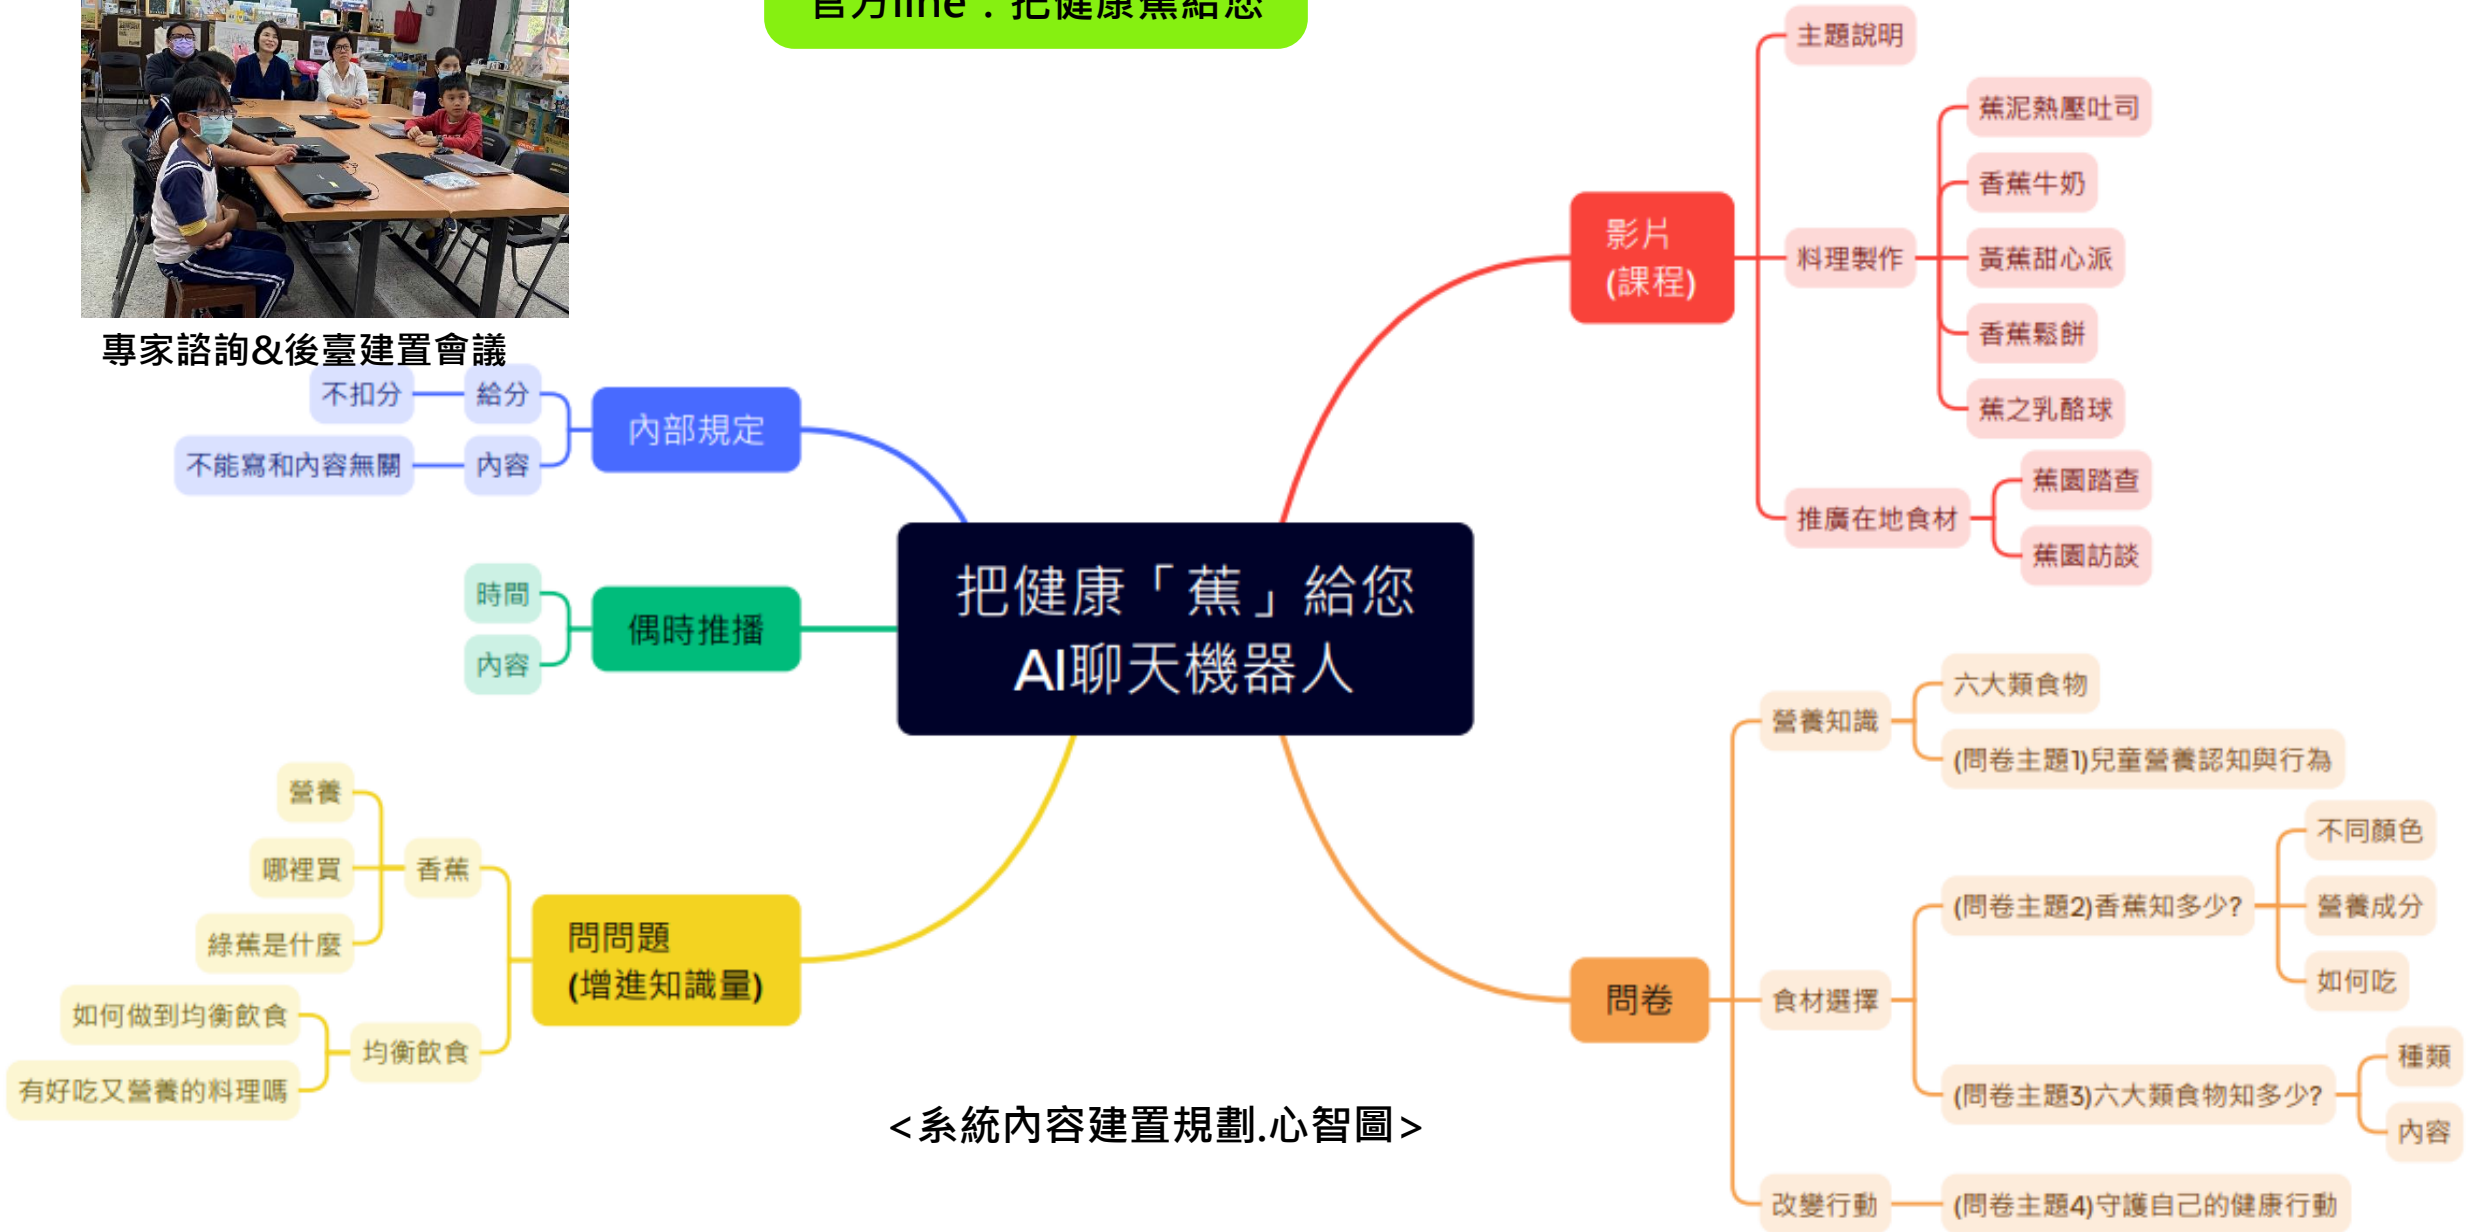 官方line：把健康蕉給您
專家諮詢&後臺建置會議
把健康「蕉」給您
AI聊天機器人
影片
(課程)
主題說明
料理製作
蕉泥熱壓吐司
香蕉牛奶
黃蕉甜心派
香蕉鬆餅
蕉之乳酪球
推廣在地食材
蕉園踏查
蕉園訪談
問卷
營養知識
六大類食物
(問卷主題1)兒童營養認知與行為
食材選擇
(問卷主題2)香蕉知多少?
不同顏色
營養成分
如何吃
(問卷主題3)六大類食物知多少?
種類
內容
改變行動
(問卷主題4)守護自己的健康行動
內部規定
給分
不扣分
內容
不能寫和內容無關
偶時推播
時間
內容
問問題
(增進知識量)
香蕉
營養
哪裡買
綠蕉是什麼
均衡飲食
如何做到均衡飲食
有好吃又營養的料理嗎
<系統內容建置規劃.心智圖>